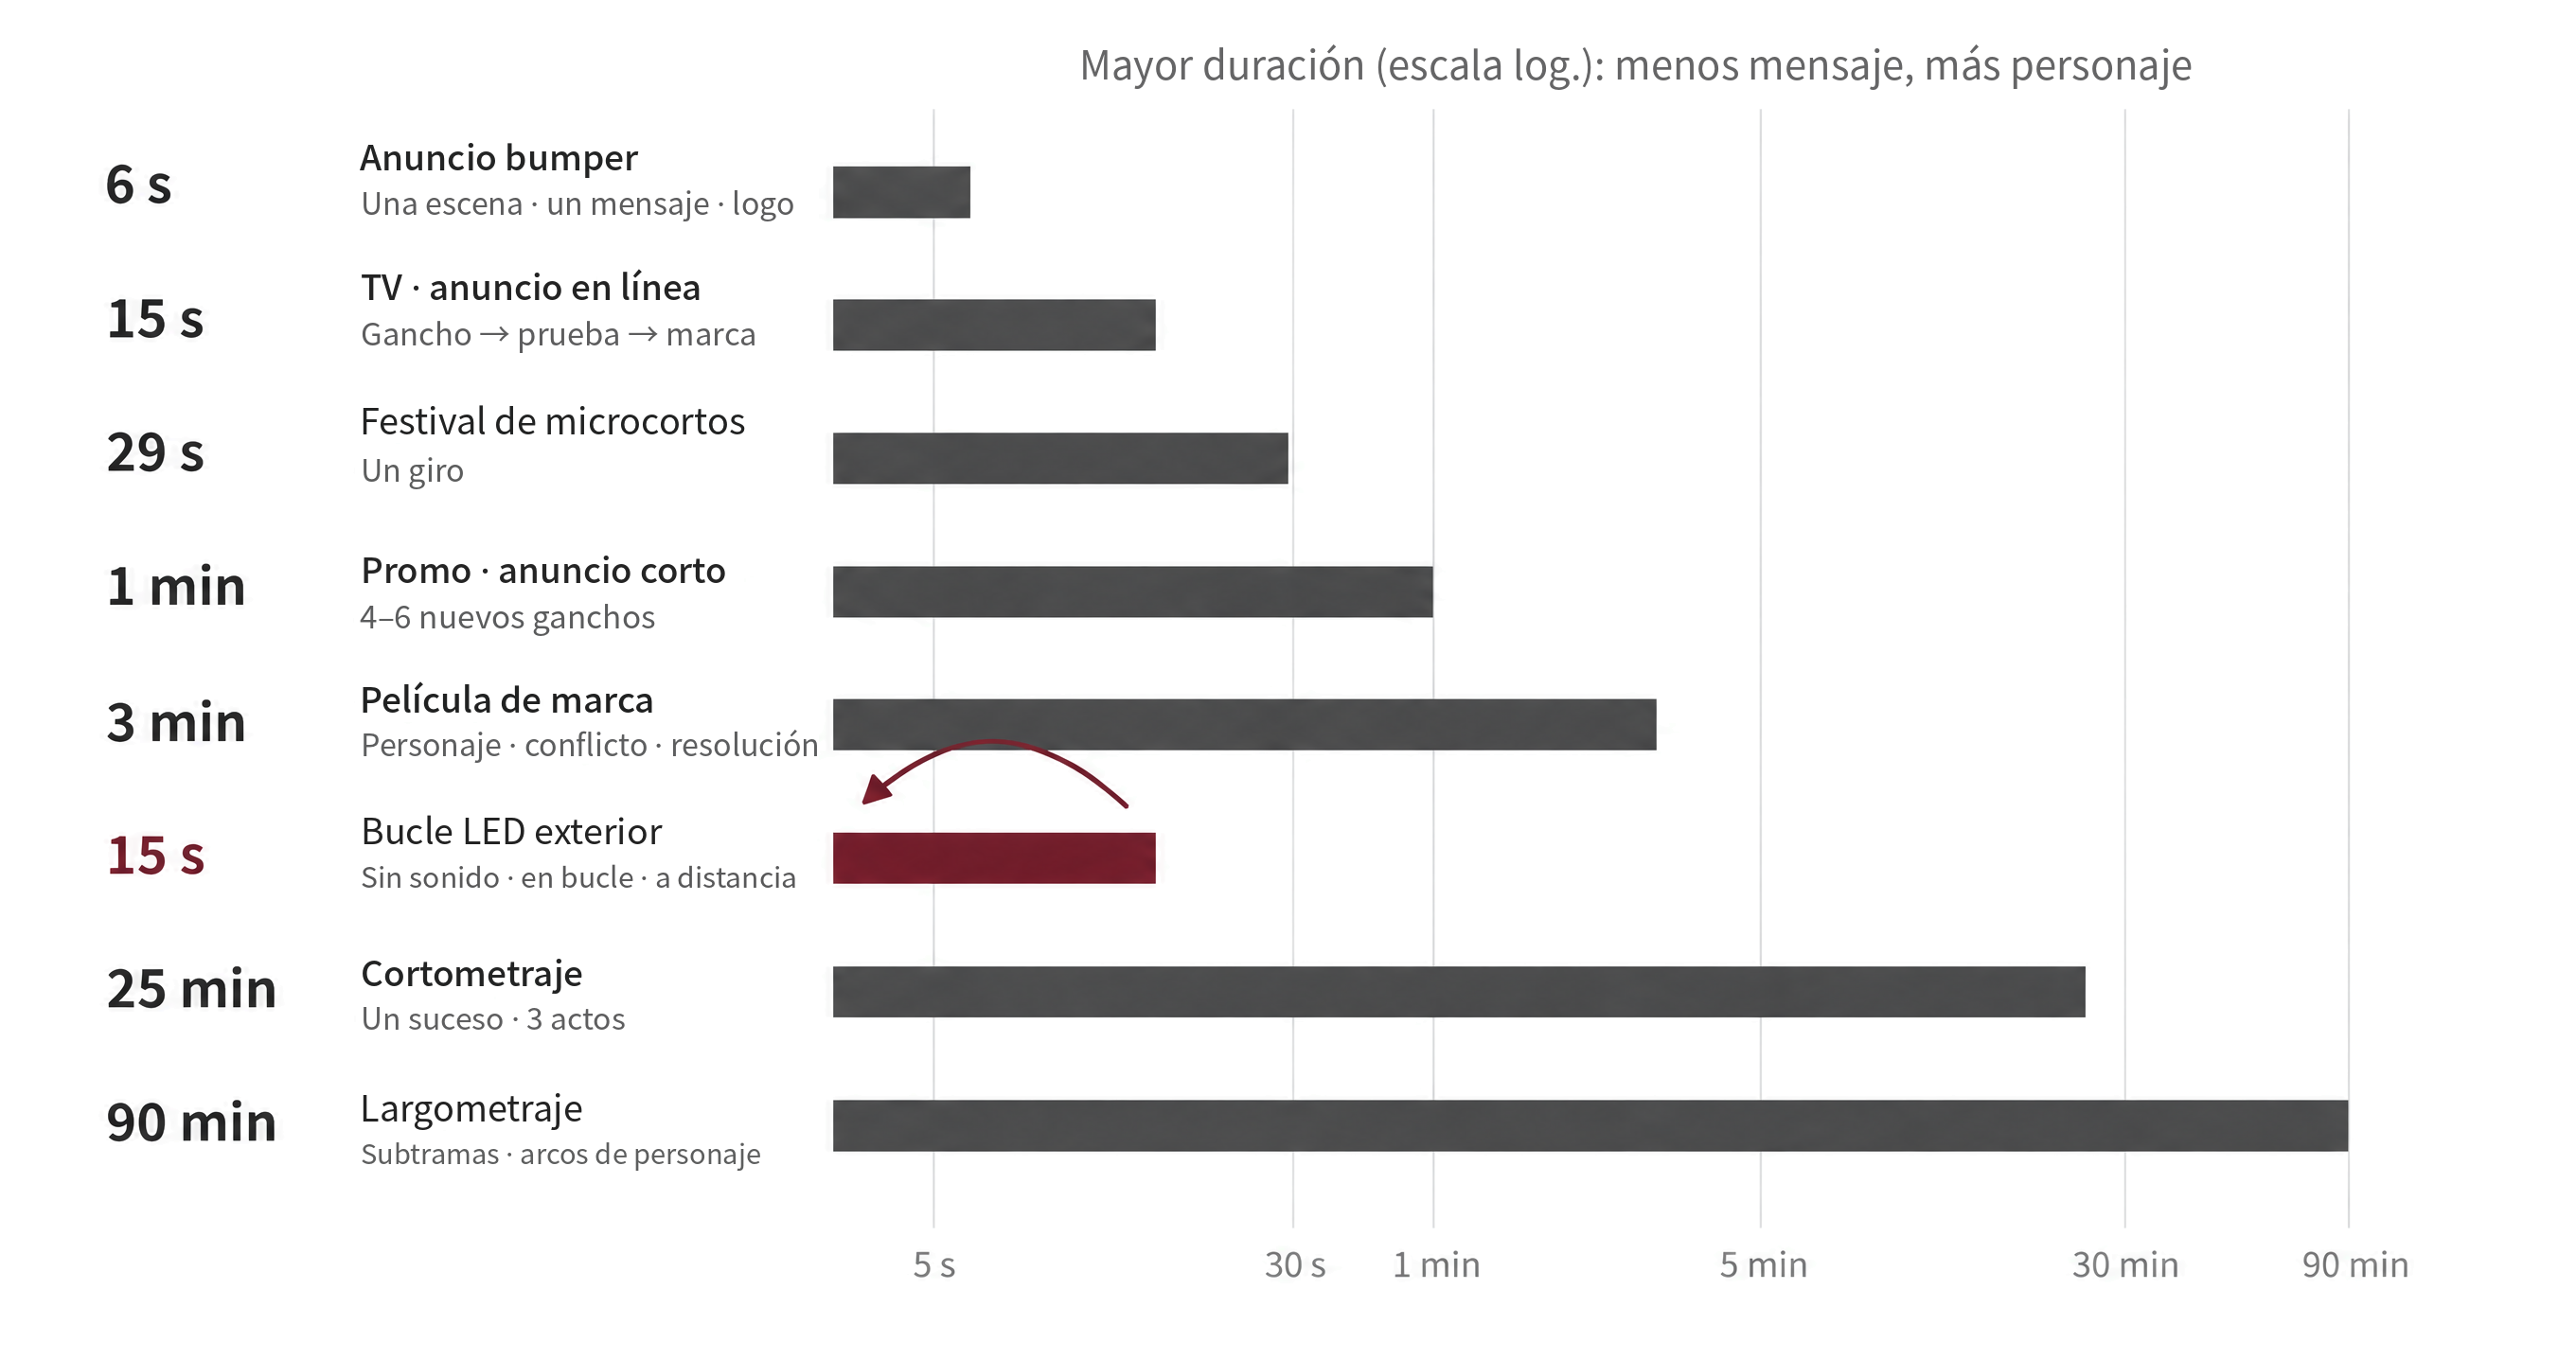 Mayor duración (escala log.): menos mensaje, más personaje
6 s
Anuncio bumper
Una escena · un mensaje · logo
15 s
TV · anuncio en línea
Gancho → prueba → marca
29 s
Festival de microcortos
Un giro
1 min
Promo · anuncio corto
4–6 nuevos ganchos
3 min
Película de marca
Personaje · conflicto · resolución
15 s
Bucle LED exterior
Sin sonido · en bucle · a distancia
25 min
Cortometraje
Un suceso · 3 actos
90 min
Largometraje
Subtramas · arcos de personaje
5 s 30 s 1 min 5 min 30 min 90 min